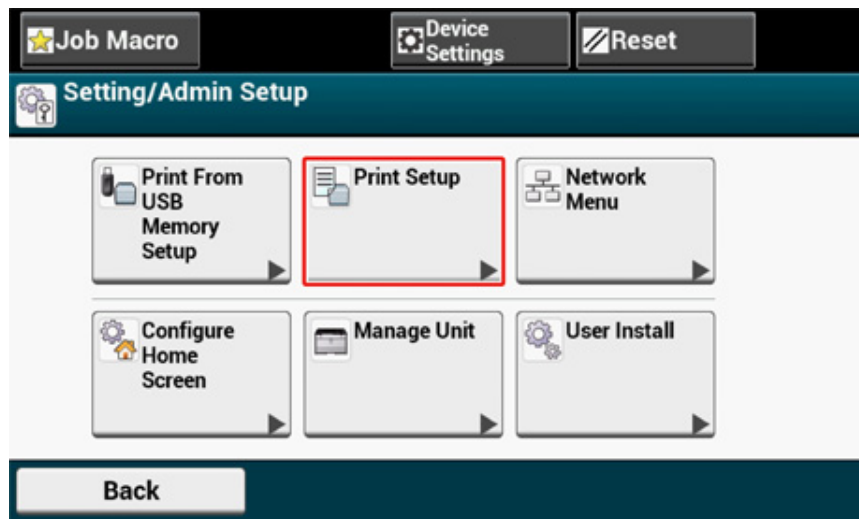 Job Macro
Device
Settings
Reset
Setting/Admin Setup
Print From
USB
Memory
Setup
Print Setup
Network
Menu
Configure
Home
Screen
Manage Unit
User Install
Back